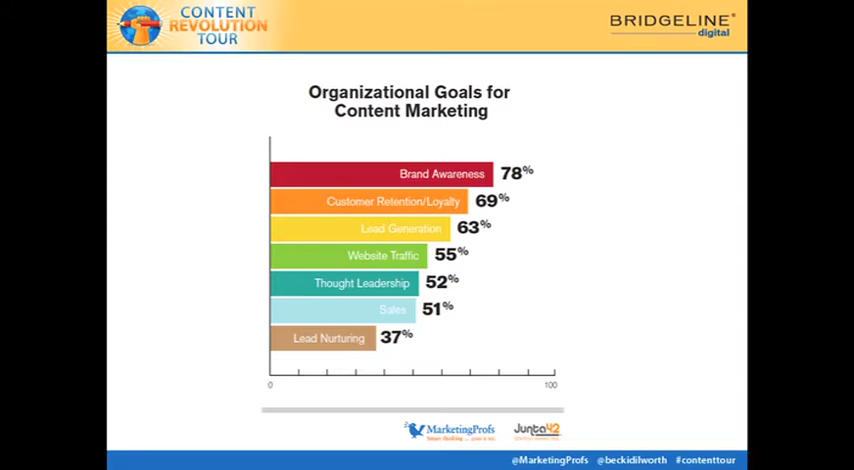 CONTENT
REVOLUTION
TOUR
BRIDGELINE®
digital
Organizational Goals for
Content Marketing
Brand Awareness 78%
Customer Retention/Loyalty 69%
Lead Generation 63%
Website Traffic 55%
Thought Leadership 52%
Sales 51%
Lead Nurturing 37%
0 100
MarketingProfs Junta42
@MarketingProfs @beckidilworth #contenttour